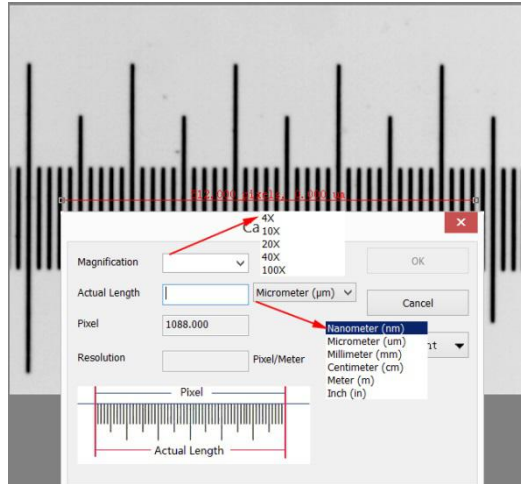 4X
10X
20X
40X
100X
Magnification
OK
Actual Length
Micrometer (µm)
Cancel
Pixel
1088.000
Nanometer (nm)
Micrometer (um)
Millimeter (mm)
Centimeter (cm)
Meter (m)
Inch (in)
Resolution
Pixel/Meter
Pixel
Actual Length